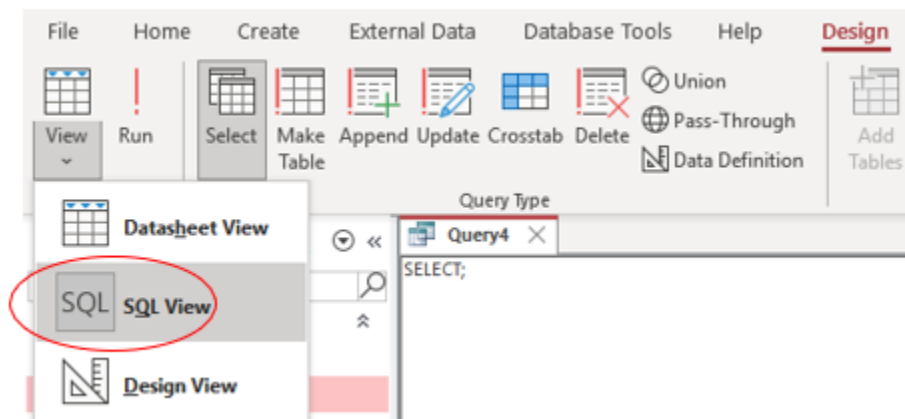 File Home Create External Data Database Tools Help Design
View Run Select Make Table Append Update Crosstab Delete
Union
Pass-Through
Data Definition
Add Tables
Query Type
Datasheet View
Query4
SELECT;
SQL SQL View
Design View